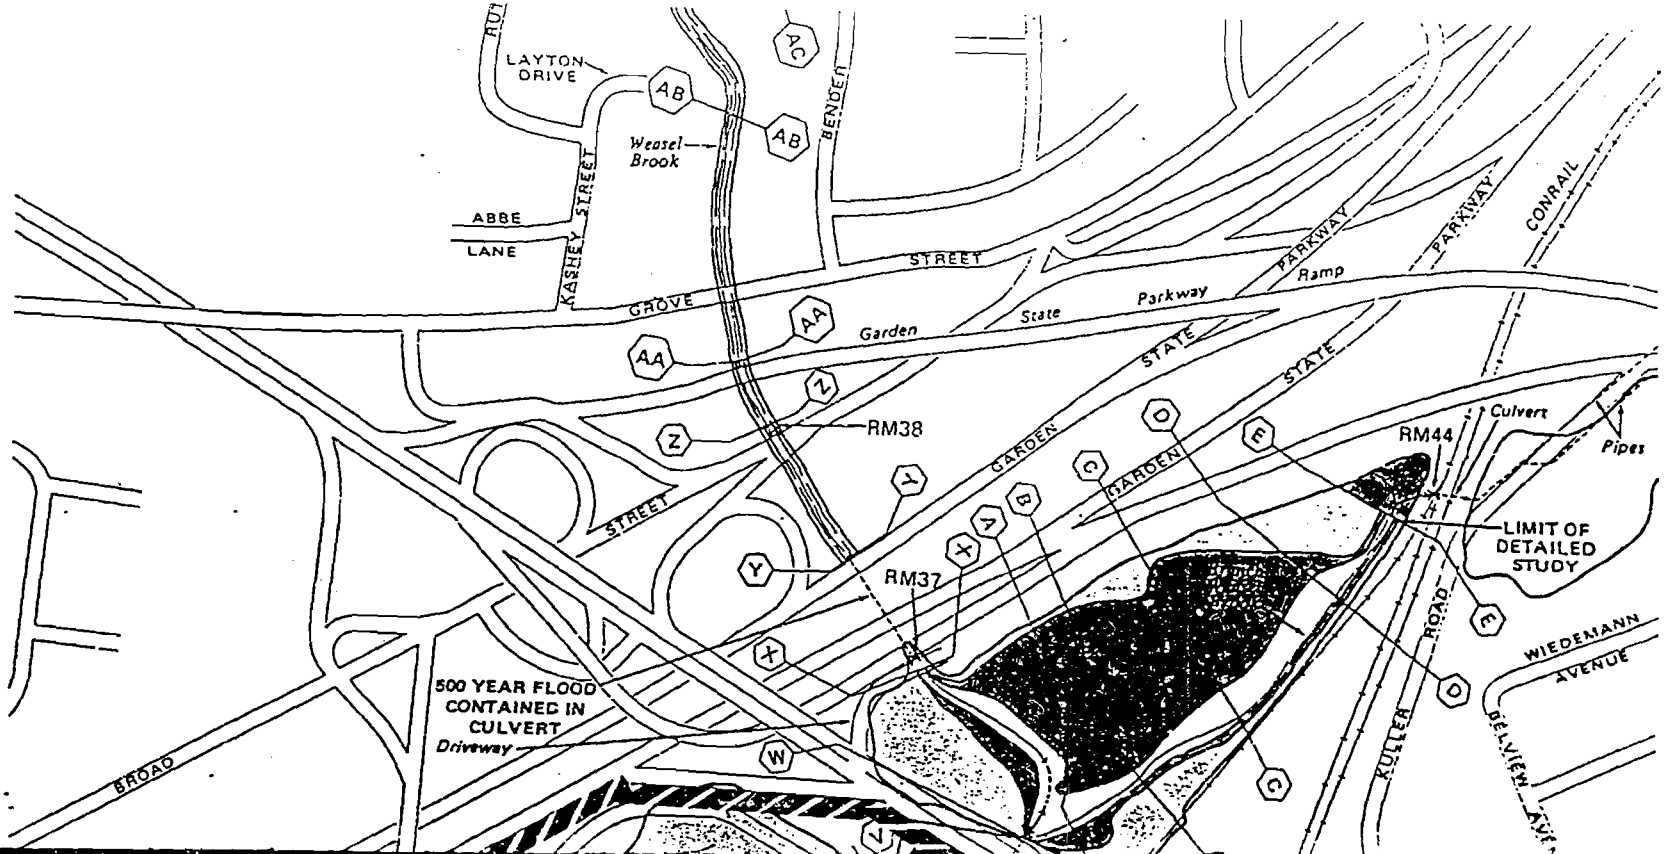 LAYTON
DRIVE
AC
AB
AB
BENDER
Weasel
Brook
KASHEY STREET
ABBE
LANE
GROVE
STREET
PARKWAY
PARKWAY
CONRAIL
Garden State Parkway Ramp
AA
AA
Z
Z
RM38
STREET
GARDEN
STATE
GARDEN
STATE
D
E
C
B
A
X
Y
Y
RM37
Culvert
RM44
Pipes
LIMIT OF
DETAILED
STUDY
E
WIEDEMANN
AVENUE
ROAD
KULLER
BELVIEW
D
C
X
500 YEAR FLOOD
CONTAINED IN
CULVERT
Driveway
W
BROAD